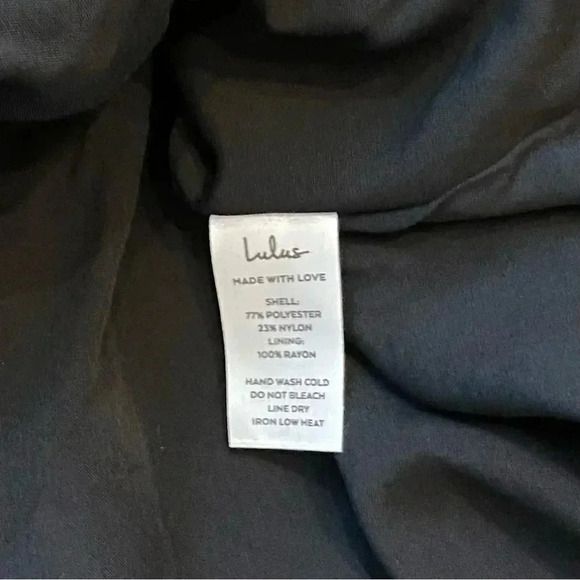 Lulus
MADE WITH LOVE
SHELL:
77% POLYESTER
23% NYLON
LINING:
100% RAYON
HAND WASH COLD
DO NOT BLEACH
LINE DRY
IRON LOW HEAT